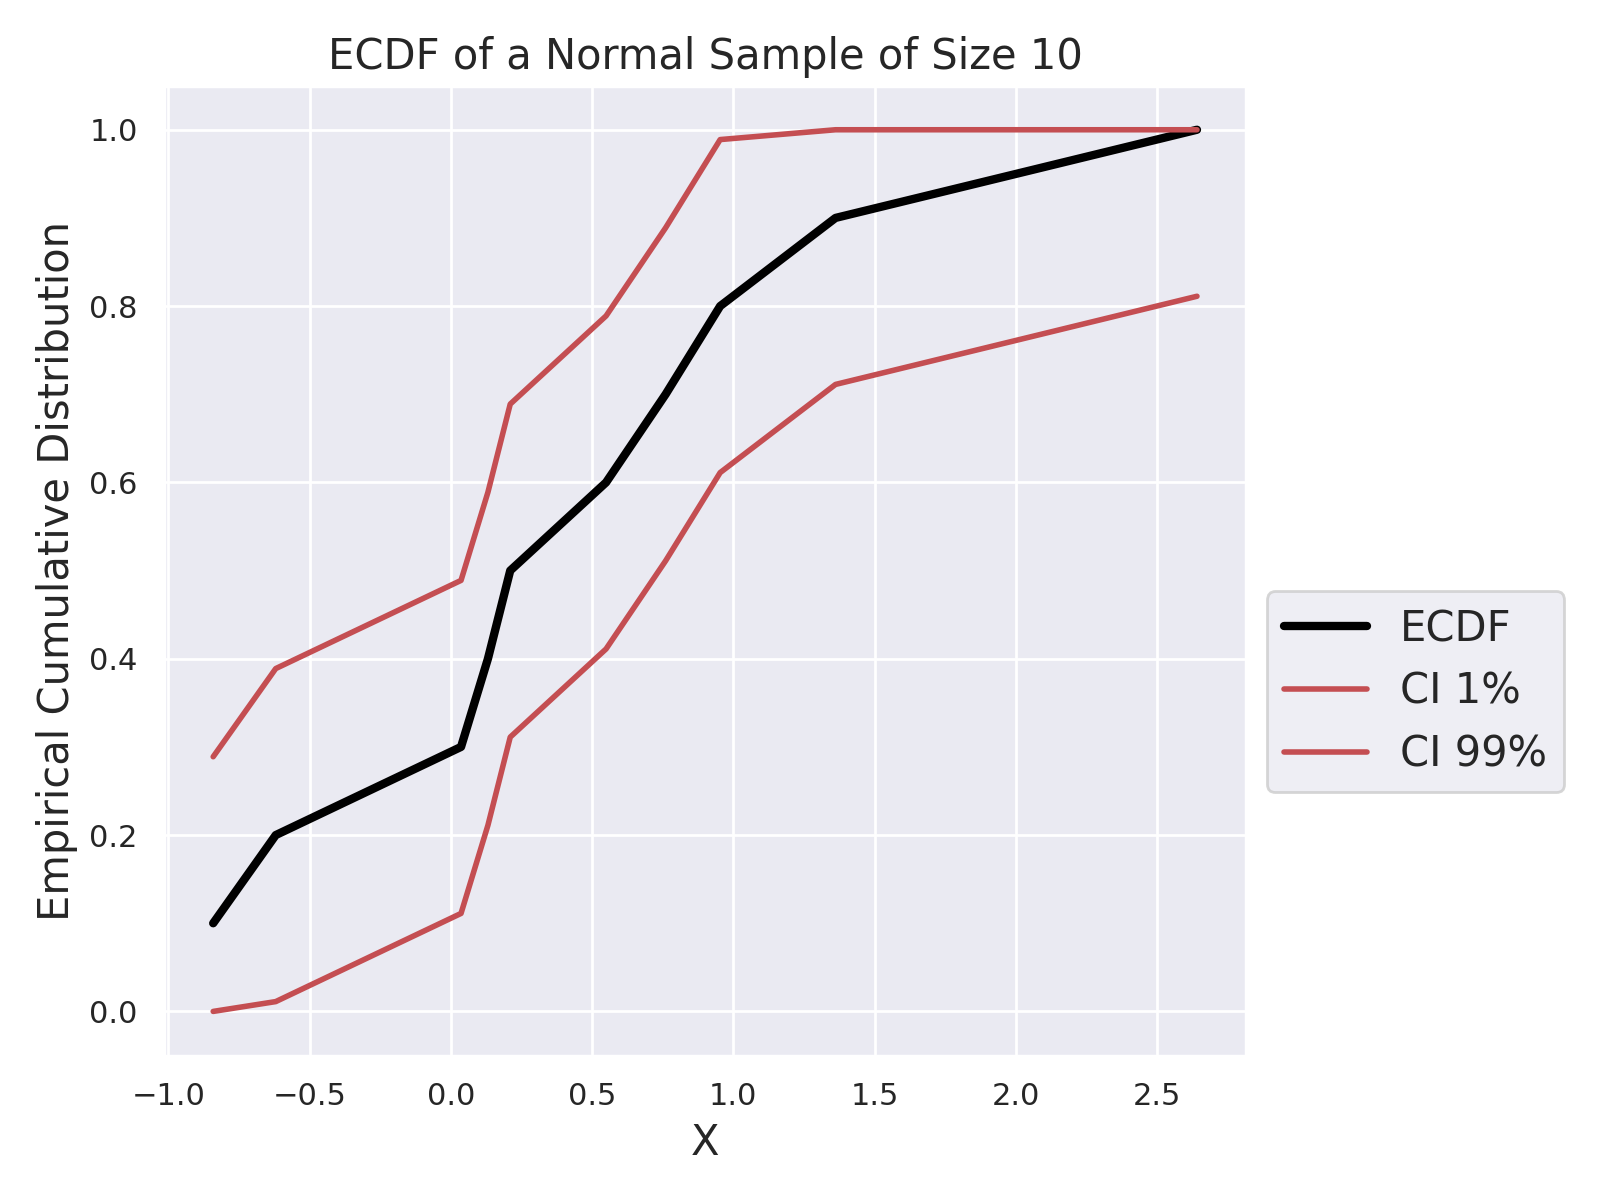 ECDF of a Normal Sample of Size 10
Empirical Cumulative Distribution
1.0
0.8
0.6
0.4
0.2
0.0
−1.0
−0.5
0.0
0.5
1.0
1.5
2.0
2.5
X
ECDF
CI 1%
CI 99%